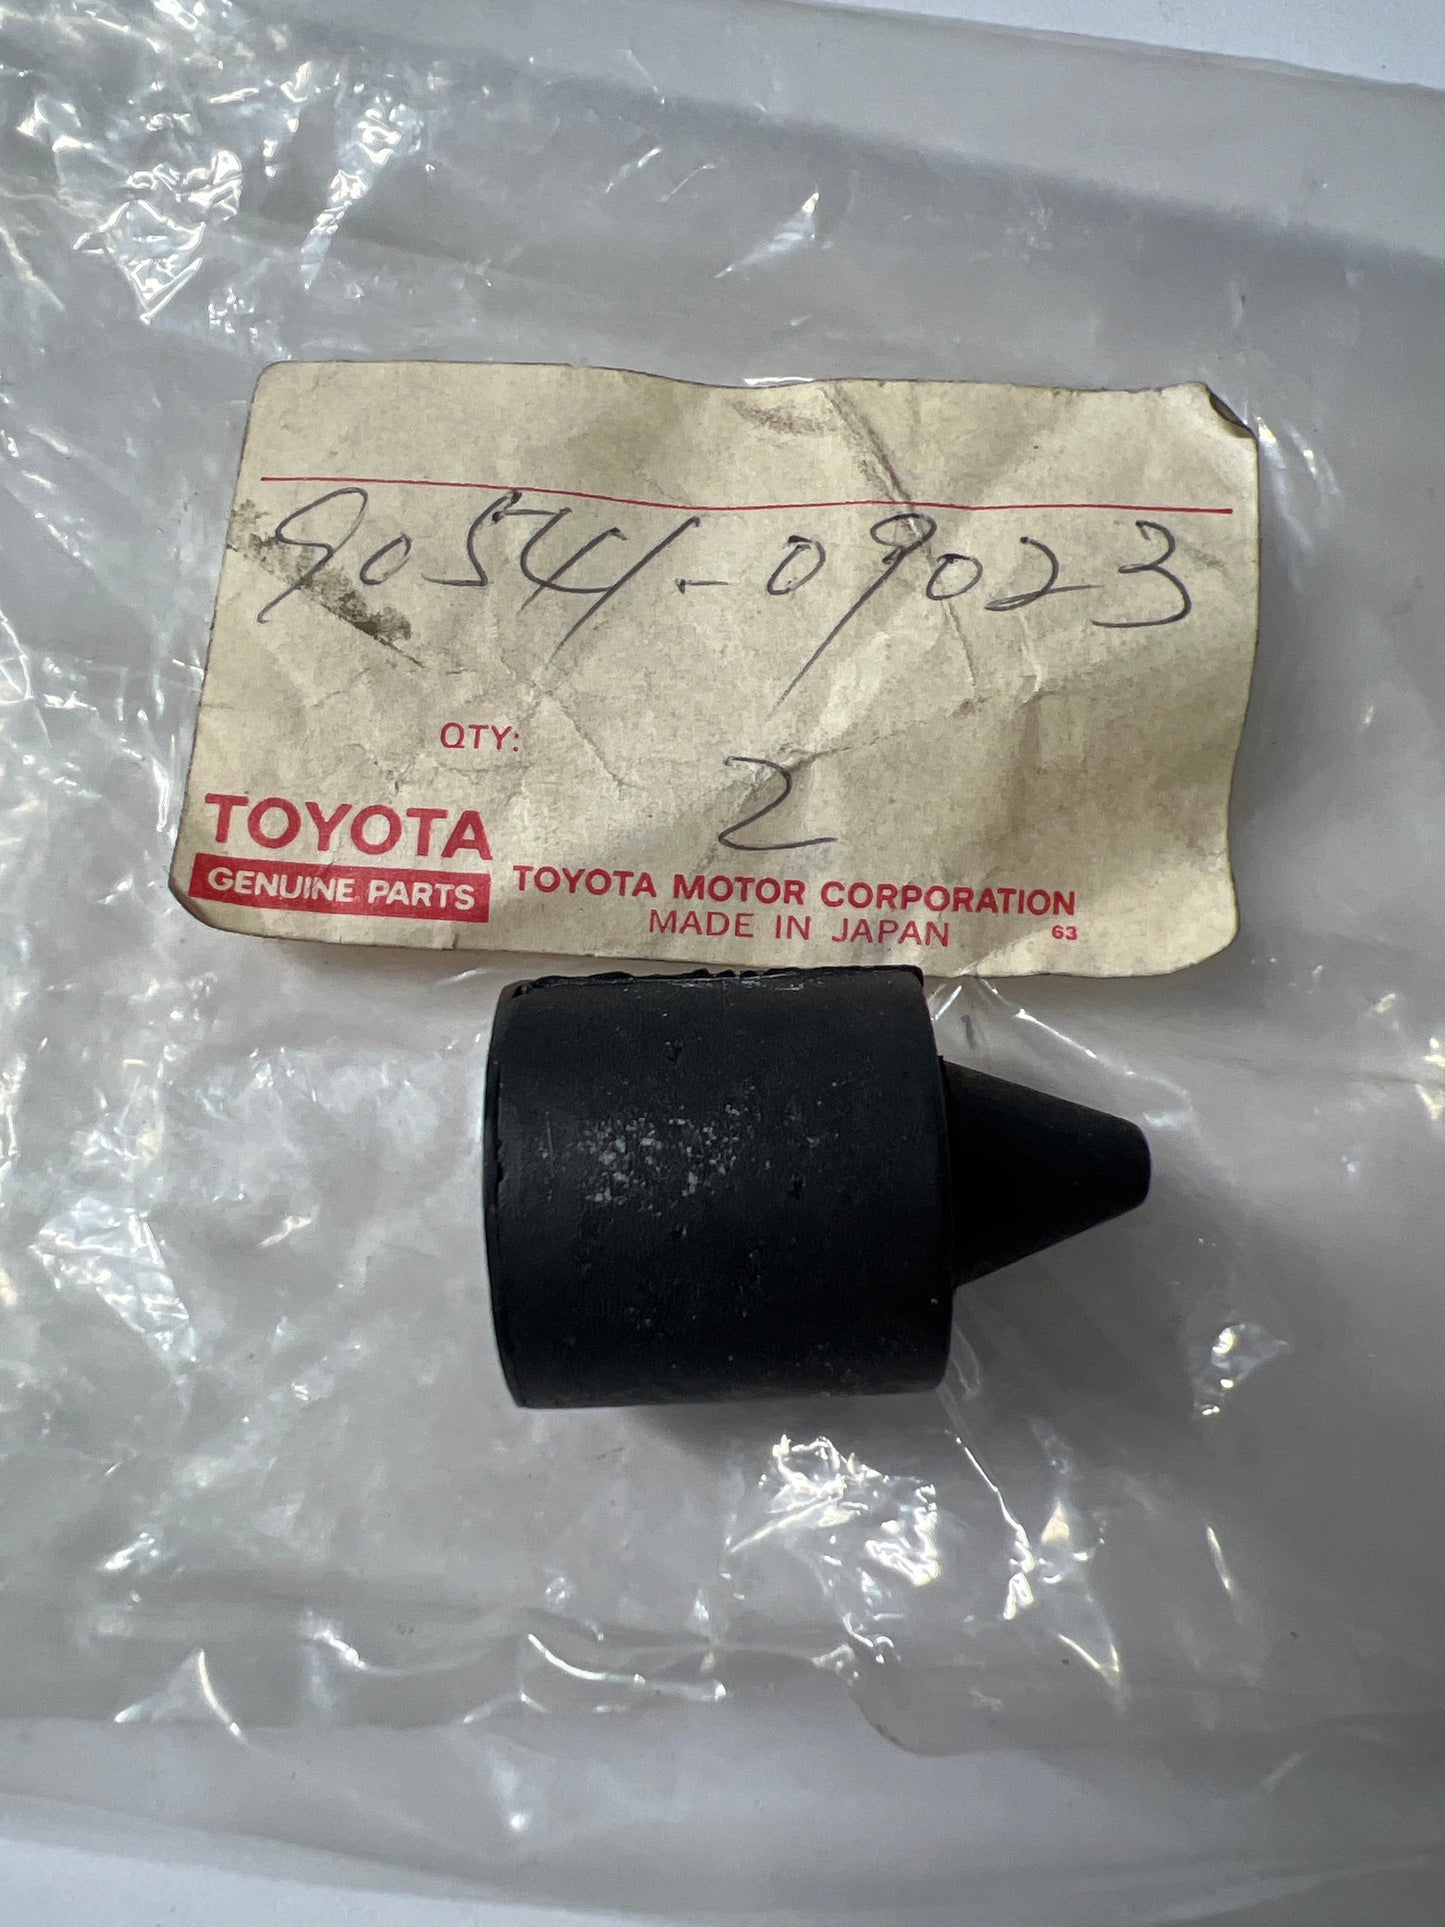 90541-09023
QTY:
2
TOYOTA
GENUINE PARTS
TOYOTA MOTOR CORPORATION
MADE IN JAPAN 63